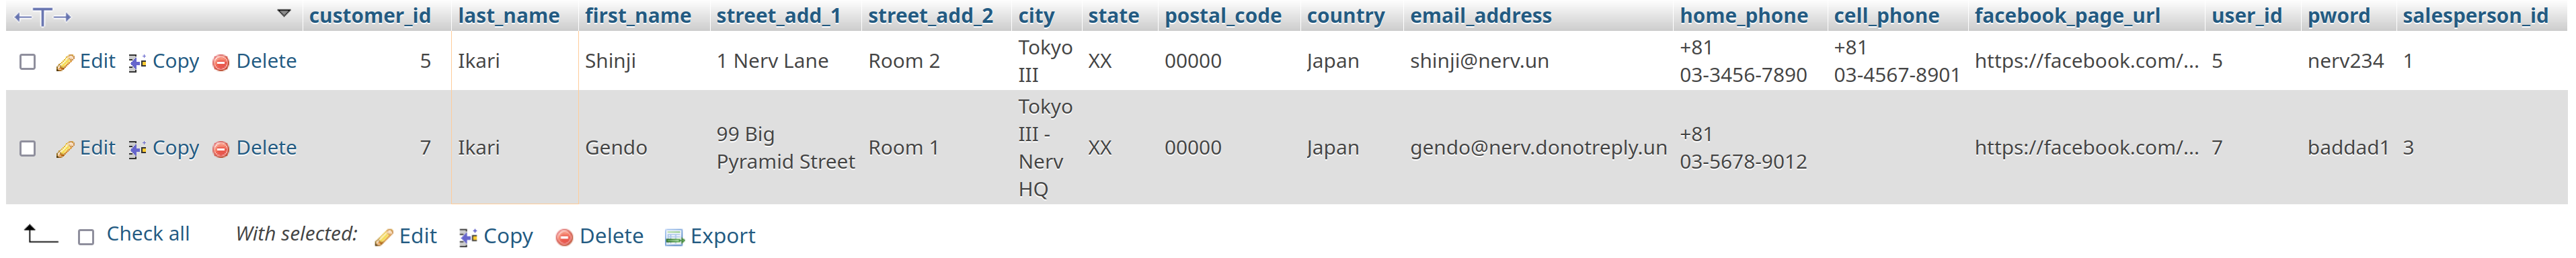 customer_id last_name first_name street_add_1 street_add_2 city state postal_code country email_address home_phone cell_phone facebook_page_url user_id pword salesperson_id
Edit Copy Delete 5 Ikari Shinji 1 Nerv Lane Room 2 Tokyo III XX 00000 Japan shinji@nerv.un +81 03-3456-7890 +81 03-4567-8901 https://facebook.com/... 5 nerv234 1
Edit Copy Delete 7 Ikari Gendo 99 Big Pyramid Street Room 1 Tokyo III - Nerv HQ XX 00000 Japan gendo@nerv.donotreply.un +81 03-5678-9012 https://facebook.com/... 7 baddad1 3
Check all With selected: Edit Copy Delete Export